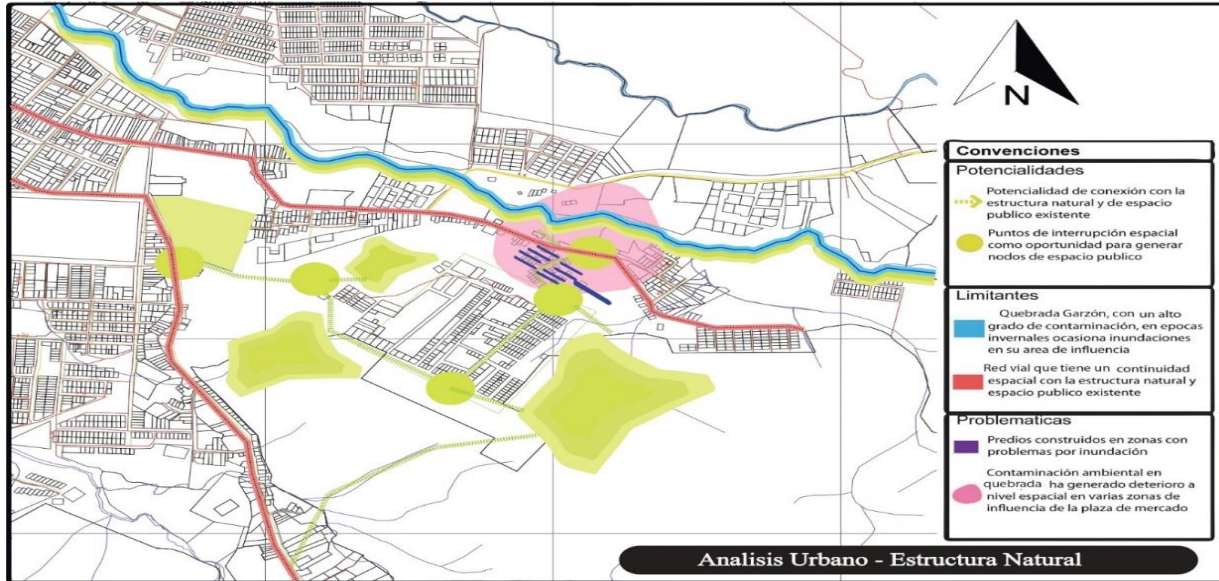 N
Convenciones
Potencialidades
Potencialidad de conexión con la
estructura natural y de espacio
publico existente
Puntos de interrupción espacial
como oportunidad para generar
nodos de espacio publico
Limitantes
Quebrada Garzón, con un alto
grado de contaminación, en epocas
invernales ocasiona inundaciones
en su area de influencia
Red vial que tiene un continuidad
espacial con la estructura natural y
espacio publico existente
Problematicas
Predios construidos en zonas con
problemas por inundación
Contaminación ambiental en
quebrada ha generado deterioro a
nivel espacial en varias zonas de
influencia de la plaza de mercado
Analisis Urbano - Estructura Natural